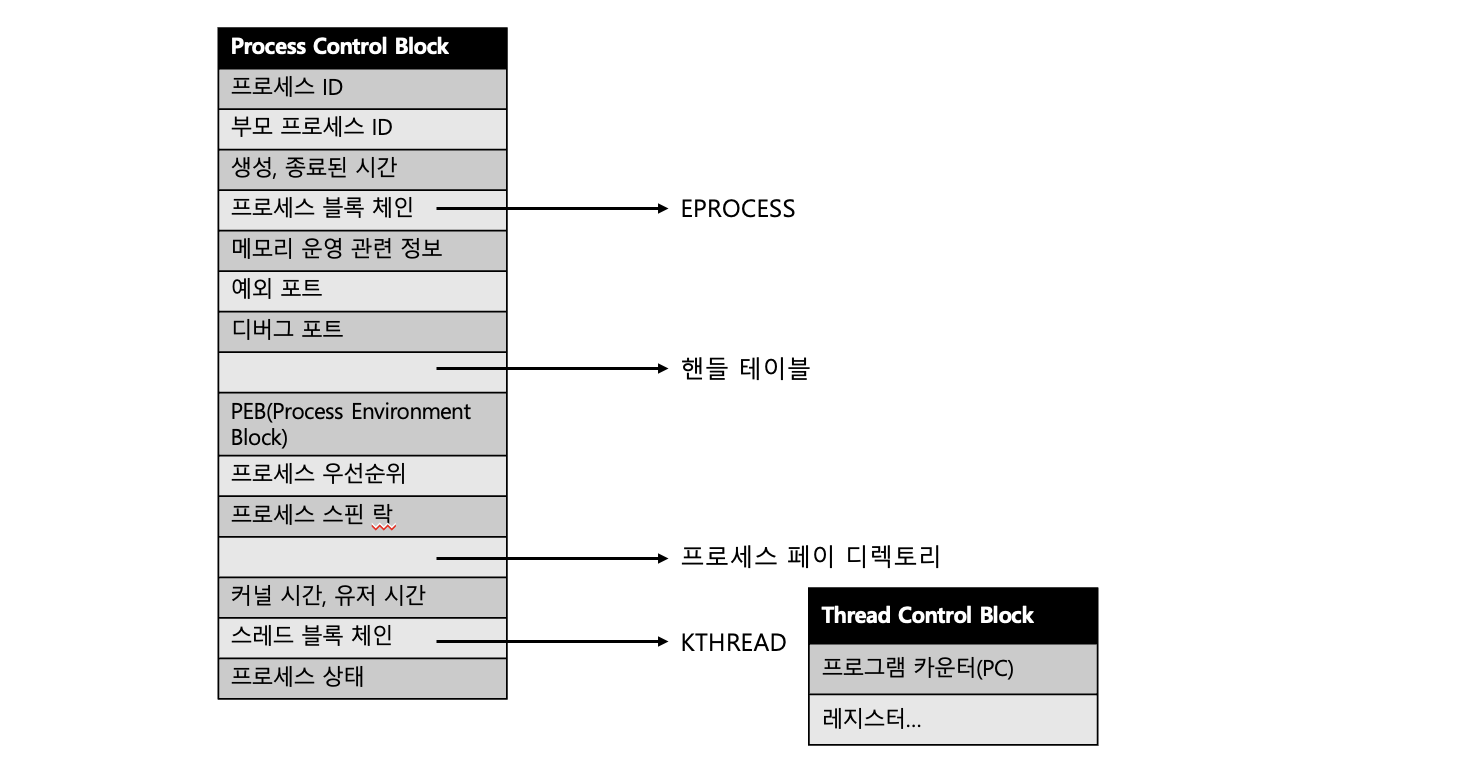 Process Control Block
프로세스 ID
부모 프로세스 ID
생성, 종료된 시간
프로세스 블록 체인
EPROCESS
메모리 운영 관련 정보
예외 포트
디버그 포트
핸들 테이블
PEB(Process Environment
Block)
프로세스 우선순위
프로세스 스핀 락
프로세스 페이 디렉토리
커널 시간, 유저 시간
스레드 블록 체인
KTHREAD
프로세스 상태
Thread Control Block
프로그램 카운터(PC)
레지스터...